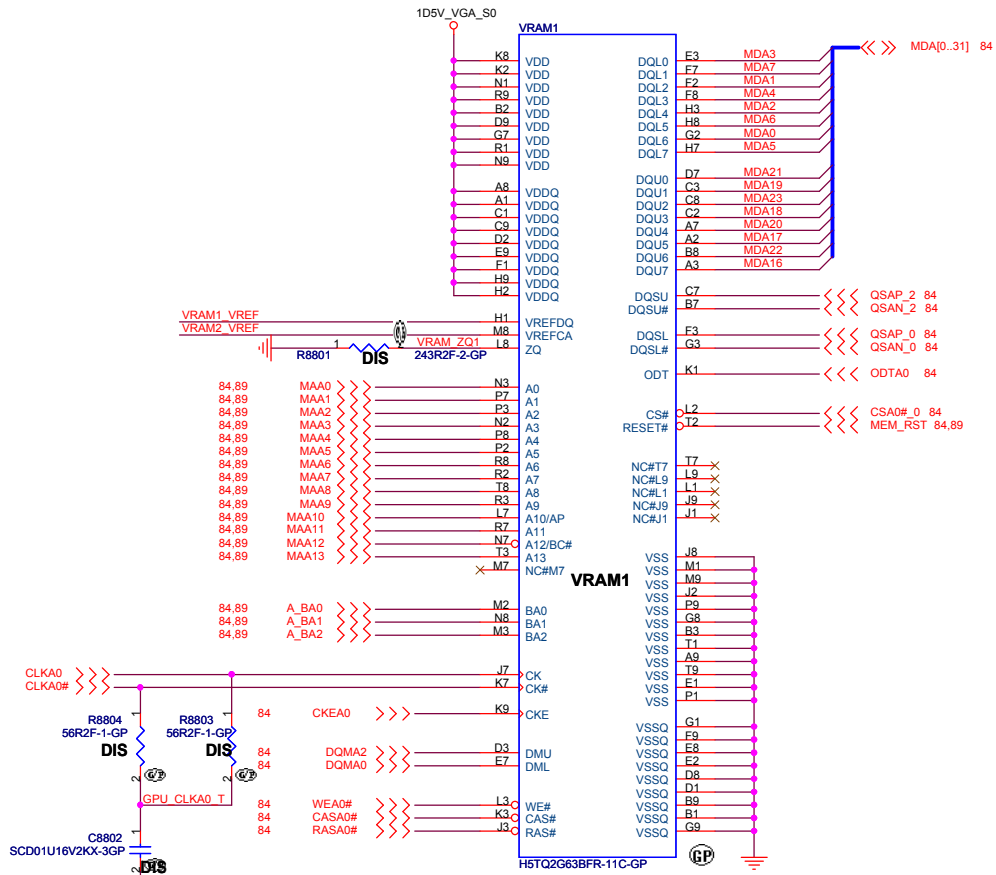 1D5V_VGA_S0
VRAM1
K8 VDD
K2 VDD
N1 VDD
R9 VDD
B2 VDD
D9 VDD
G7 VDD
R1 VDD
N9 VDD
A8 VDDQ
A1 VDDQ
C1 VDDQ
C9 VDDQ
D2 VDDQ
E9 VDDQ
F1 VDDQ
H9 VDDQ
H2 VDDQ
VRAM1_VREF H1 VREFDQ
VRAM2_VREF M8 VREFCA
1 2 VRAM_ZQ1 L8 ZQ
R8801 DIS 243R2F-2-GP
84,89 MAA0 N3 A0
84,89 MAA1 P7 A1
84,89 MAA2 P3 A2
84,89 MAA3 N2 A3
84,89 MAA4 P8 A4
84,89 MAA5 P2 A5
84,89 MAA6 R8 A6
84,89 MAA7 R2 A7
84,89 MAA8 T8 A8
84,89 MAA9 R3 A9
84,89 MAA10 L7 A10/AP
84,89 MAA11 R7 A11
84,89 MAA12 N7 A12/BC#
84,89 MAA13 T3 A13
M7 NC#M7
84,89 A_BA0 M2 BA0
84,89 A_BA1 N8 BA1
84,89 A_BA2 M3 BA2
CLKA0 J7 CK
CLKA0# K7 CK#
84 CKEA0 K9 CKE
84 DQMA2 D3 DMU
84 DQMA0 E7 DML
84 WEA0# L3 WE#
84 CASA0# K3 CAS#
84 RASA0# J3 RAS#
1 1
R8804 R8803
56R2F-1-GP 56R2F-1-GP
DIS DIS
2 2
GPU_CLKA0_T
1
C8802
SCD01U16V2KX-3GP
2 DIS
DQL0 E3 MDA3
DQL1 F7 MDA7
DQL2 F2 MDA1
DQL3 F8 MDA4
DQL4 H3 MDA2
DQL5 H8 MDA6
DQL6 G2 MDA0
DQL7 H7 MDA5
MDA[0..31] 84
DQU0 D7 MDA21
DQU1 C3 MDA19
DQU2 C8 MDA23
DQU3 C2 MDA18
DQU4 A7 MDA20
DQU5 A2 MDA17
DQU6 B8 MDA22
DQU7 A3 MDA16
DQSU C7 QSAP_2 84
DQSU# B7 QSAN_2 84
DQSL F3 QSAP_0 84
DQSL# G3 QSAN_0 84
ODT K1 ODTA0 84
CS# L2 CSA0#_0 84
RESET# T2 MEM_RST 84,89
NC#T7 T7
NC#L9 L9
NC#L1 L1
NC#J9 J9
NC#J1 J1
VRAM1
VSS J8
VSS M1
VSS M9
VSS J2
VSS P9
VSS G8
VSS B3
VSS T1
VSS A9
VSS T9
VSS E1
VSS P1
VSSQ G1
VSSQ F9
VSSQ E8
VSSQ E2
VSSQ D8
VSSQ D1
VSSQ B9
VSSQ B1
VSSQ G9
H5TQ2G63BFR-11C-GP
GP